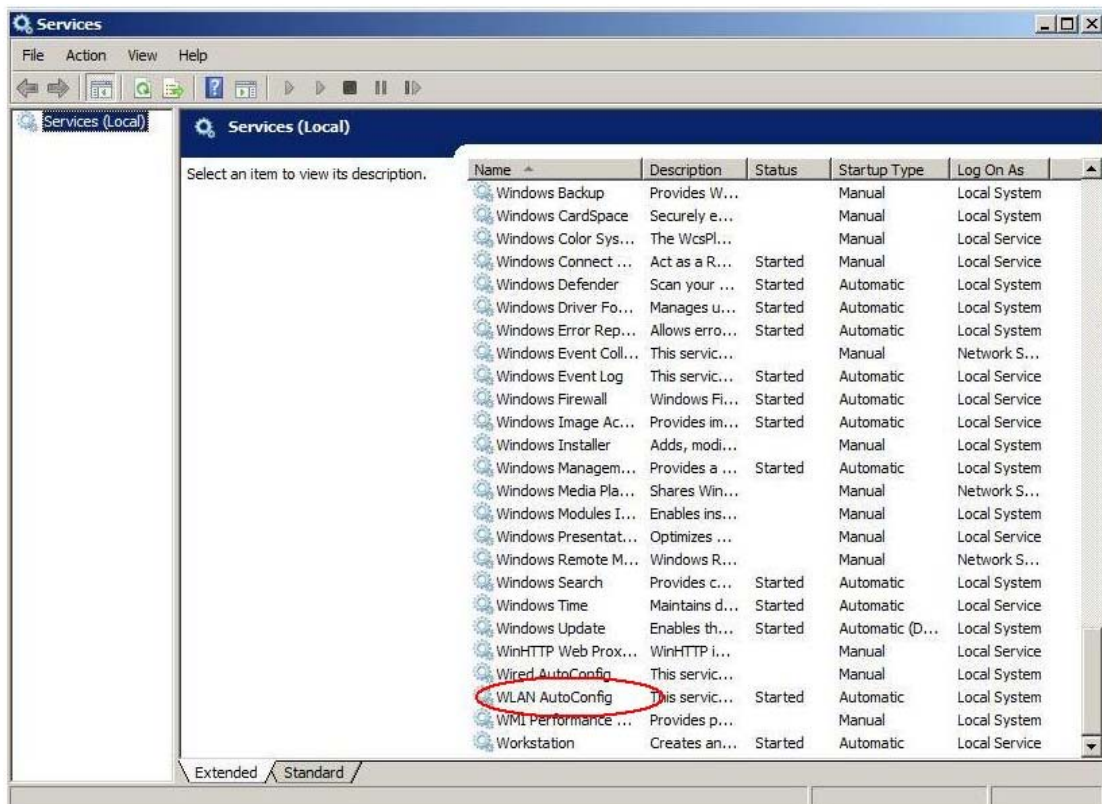 Services
File Action View Help
Services (Local)
Services (Local)
Select an item to view its description.
Name Description Status Startup Type Log On As
Windows Backup Provides W... Manual Local System
Windows CardSpace Securely e... Manual Local System
Windows Color Sys... The WcsPl... Manual Local Service
Windows Connect ... Act as a R... Started Manual Local Service
Windows Defender Scan your ... Started Automatic Local System
Windows Driver Fo... Manages u... Started Automatic Local System
Windows Error Rep... Allows erro... Started Automatic Local System
Windows Event Coll... This servic... Manual Network S...
Windows Event Log This servic... Started Automatic Local Service
Windows Firewall Windows Fi... Started Automatic Local Service
Windows Image Ac... Provides im... Started Automatic Local Service
Windows Installer Adds, modi... Manual Local System
Windows Managem... Provides a ... Started Automatic Local System
Windows Media Pla... Shares Win... Manual Network S...
Windows Modules I... Enables ins... Manual Local System
Windows Presentat... Optimizes ... Manual Local Service
Windows Remote M... Windows R... Manual Network S...
Windows Search Provides c... Started Automatic Local System
Windows Time Maintains d... Started Automatic Local Service
Windows Update Enables th... Started Automatic (D... Local System
WinHTTP Web Prox... WinHTTP i... Manual Local Service
Wired AutoConfig This servic... Manual Local System
WLAN AutoConfig This servic... Started Automatic Local System
WMI Performance ... Provides p... Manual Local System
Workstation Creates an... Started Automatic Local Service
Extended Standard